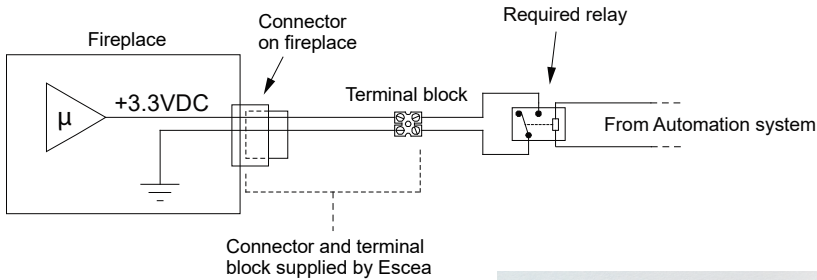 Required relay
Connector
on fireplace
Fireplace
+3.3VDC
Terminal block
µ
From Automation system
Connector and terminal
block supplied by Escea